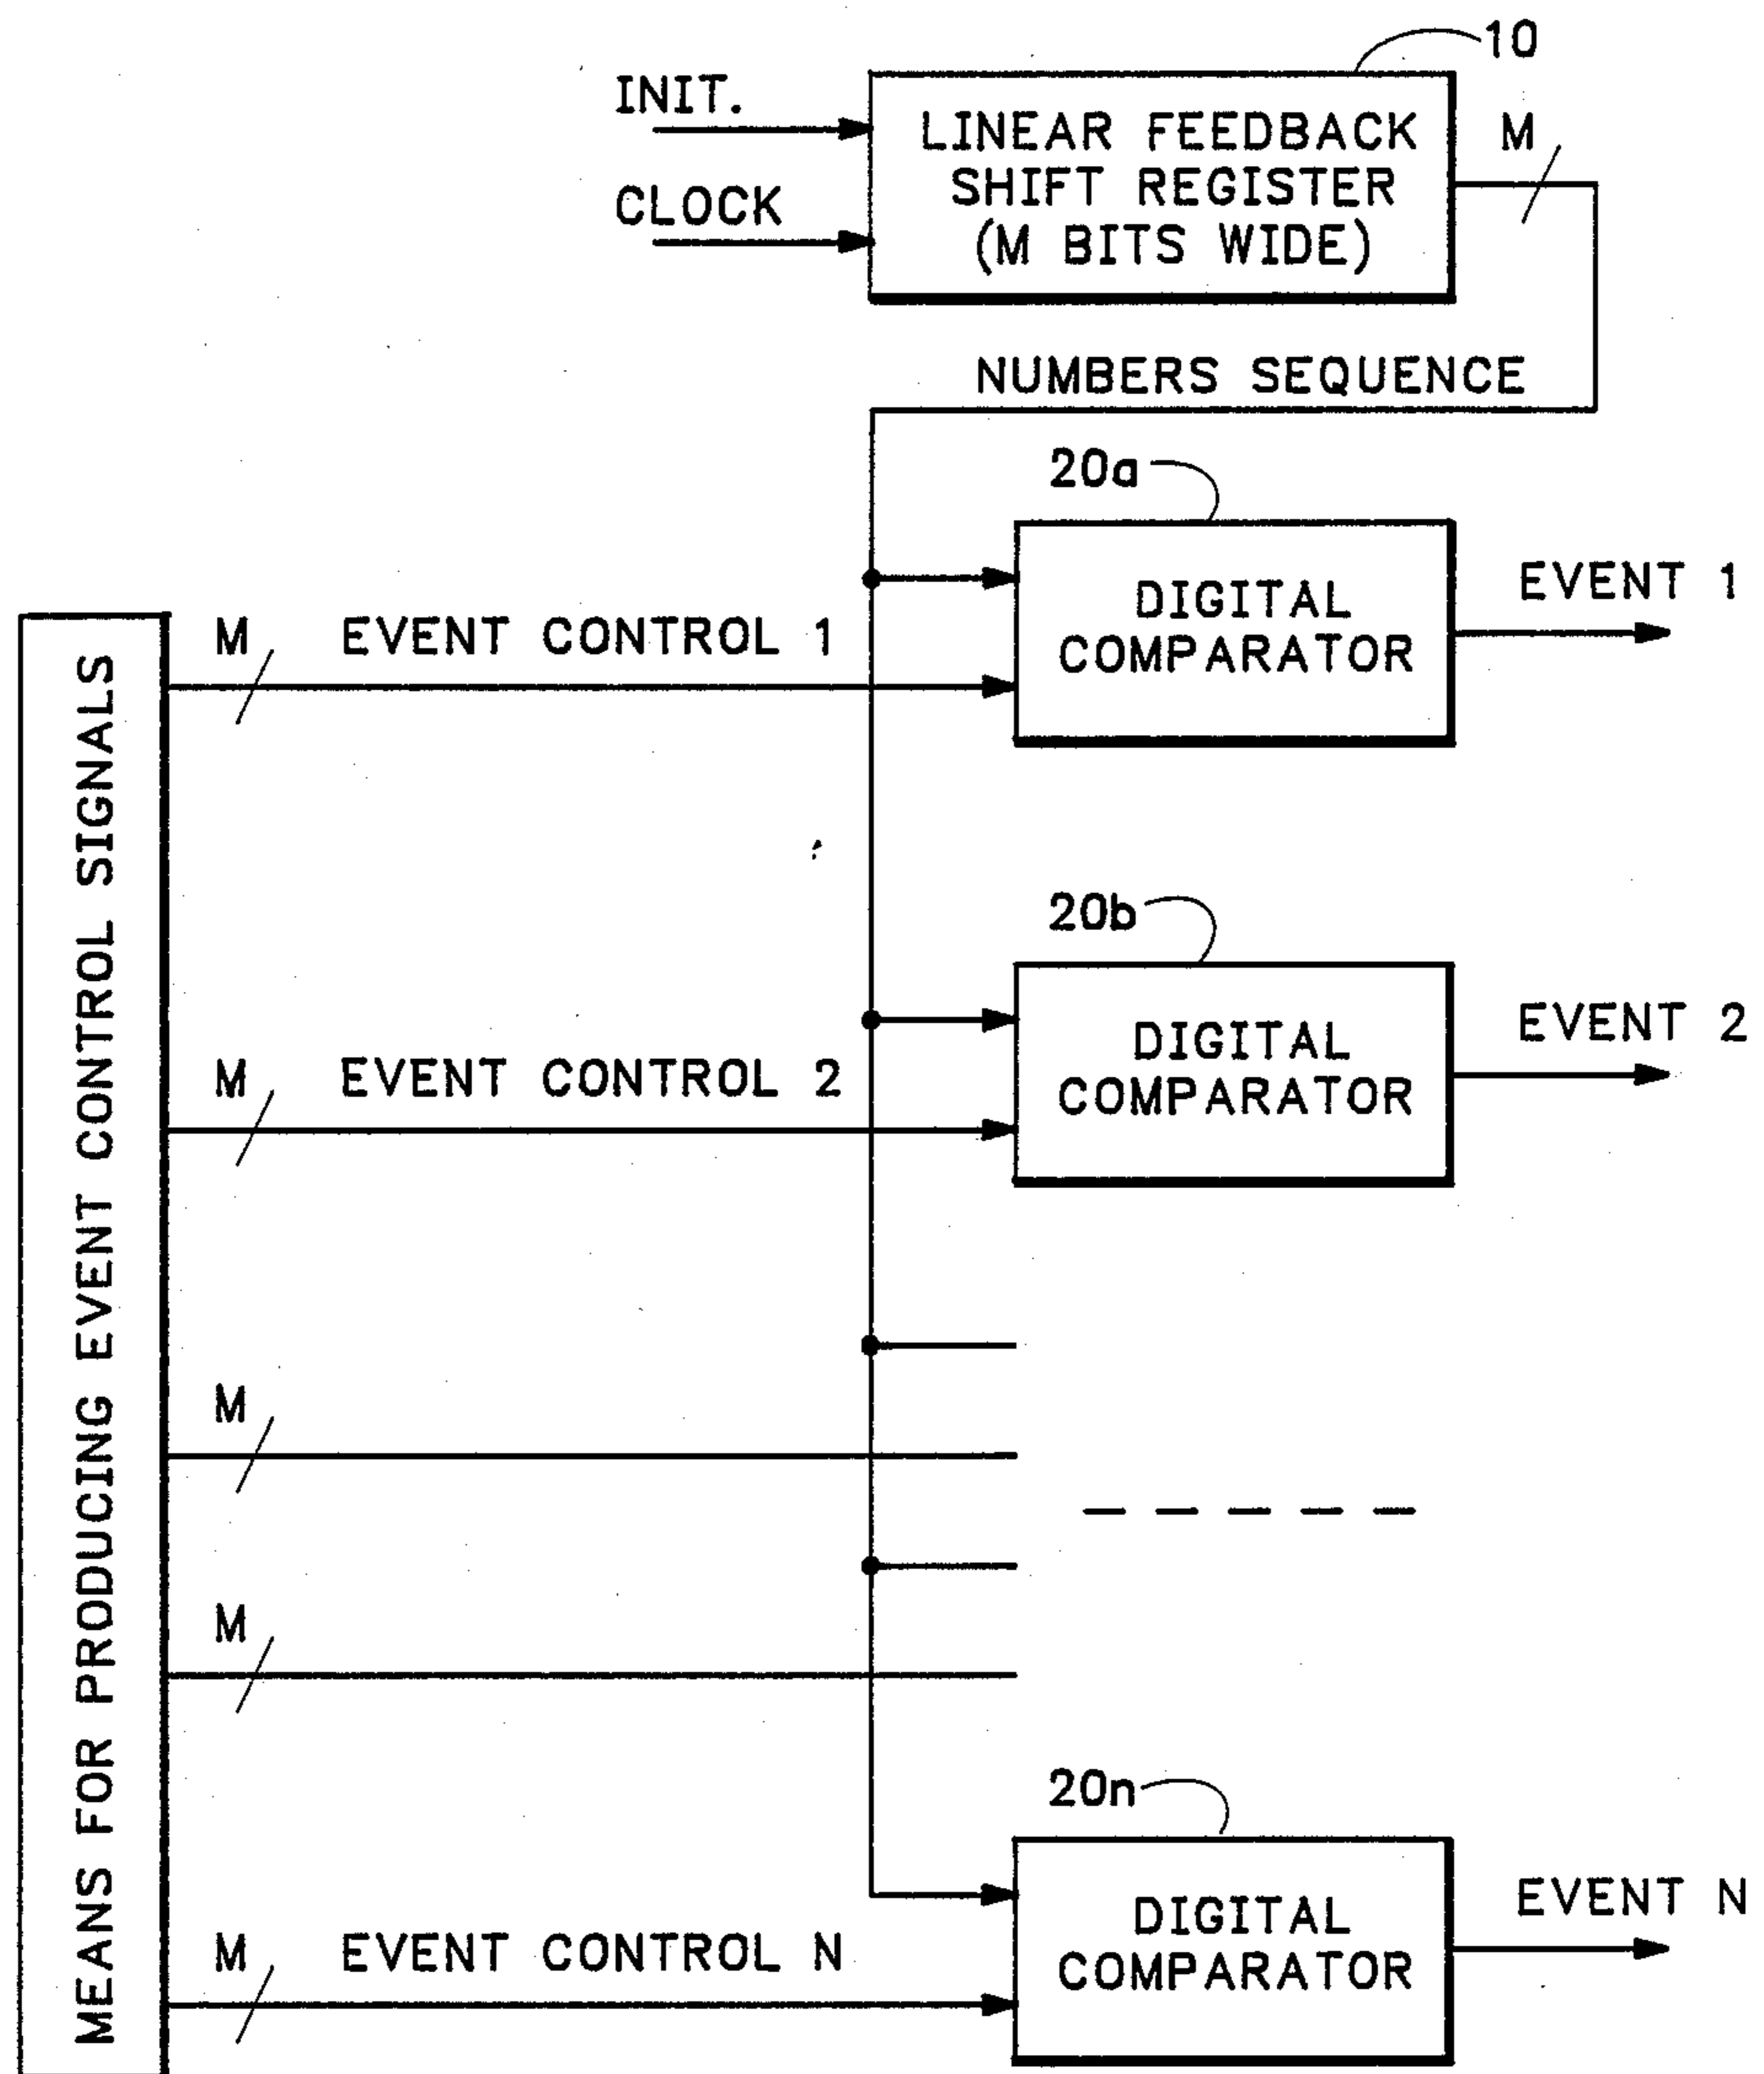 10
INIT.
CLOCK
LINEAR FEEDBACK
SHIFT REGISTER
(M BITS WIDE)
M
NUMBERS SEQUENCE
20a
DIGITAL
COMPARATOR
EVENT 1
M EVENT CONTROL 1
MEANS FOR PRODUCING EVENT CONTROL SIGNALS
20b
DIGITAL
COMPARATOR
EVENT 2
M EVENT CONTROL 2
M
M
20n
DIGITAL
COMPARATOR
EVENT N
M EVENT CONTROL N